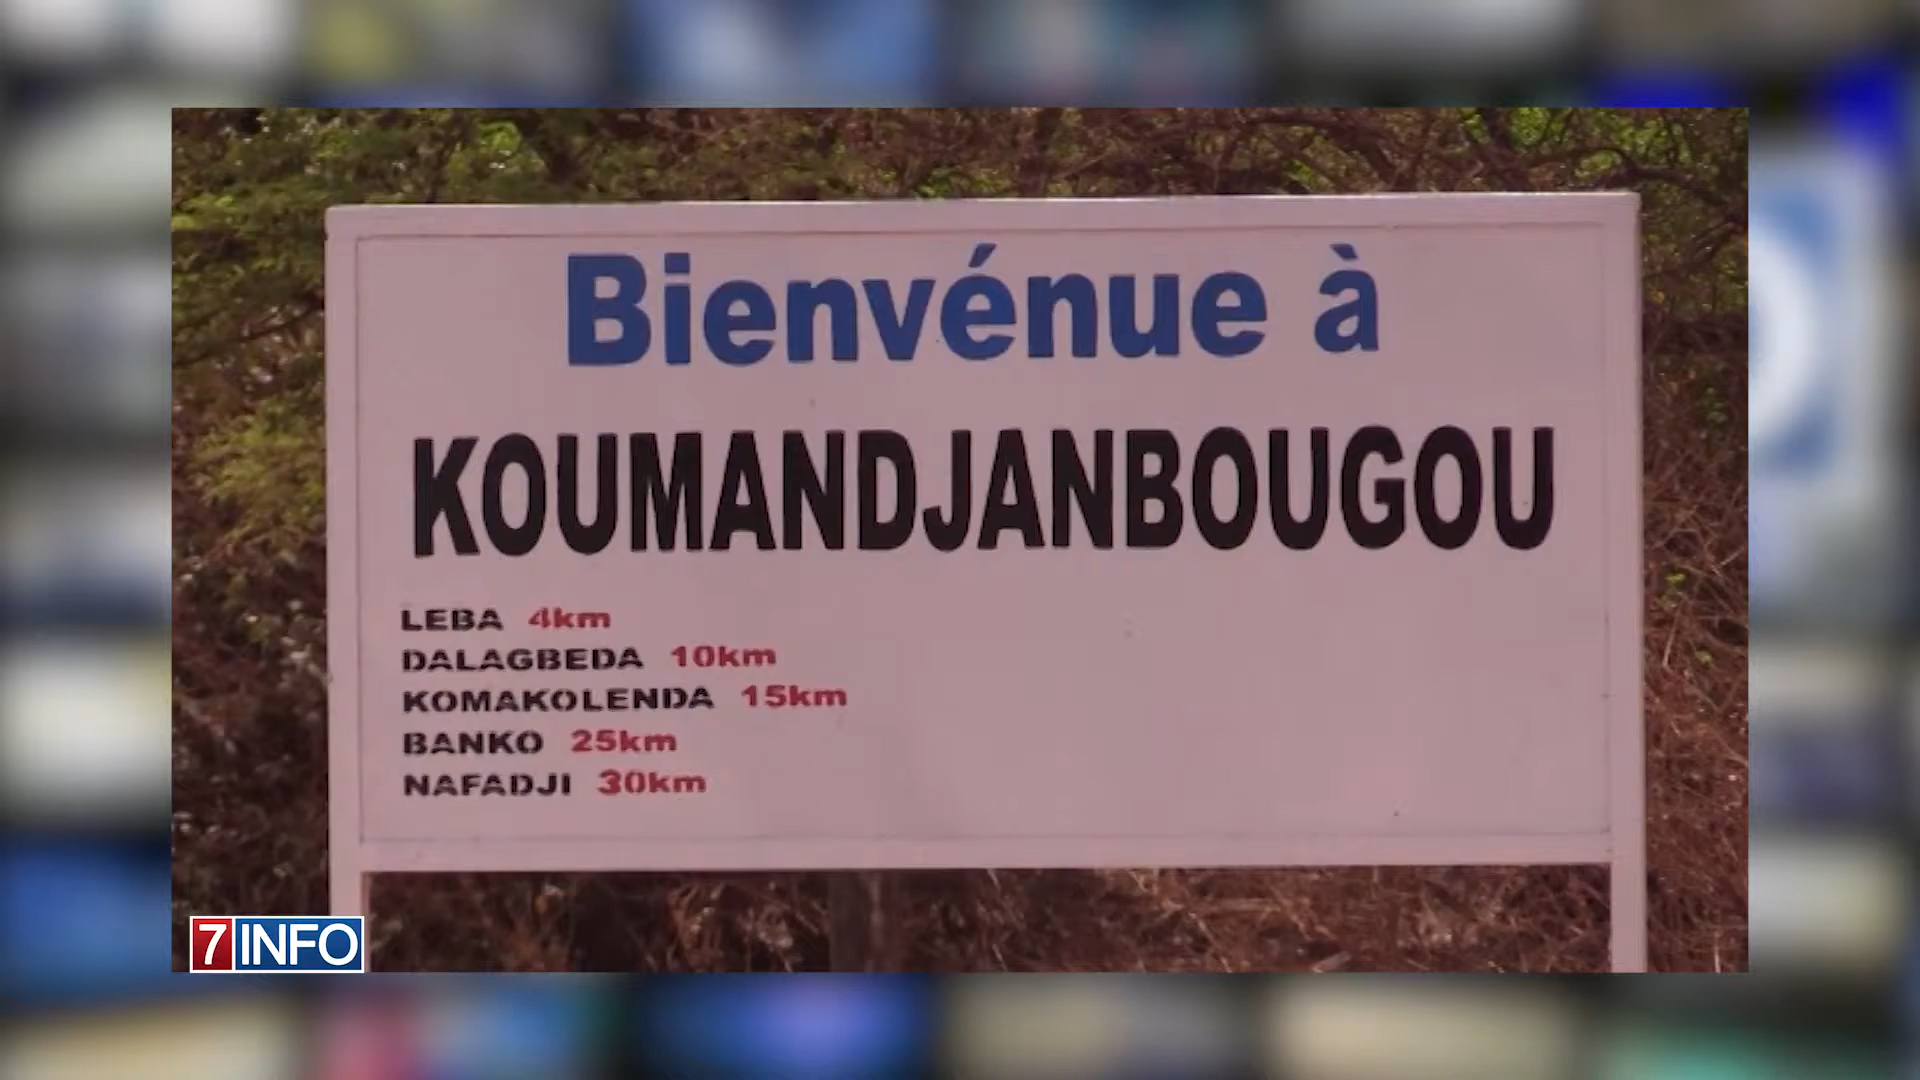 Bienvénue à
KOUMANDJANBOUGOU
LEBA 4km
DALAGBEDA 10km
KOMAKOLENDA 15km
BANKO 25km
NAFADJI 30km
7 INFO